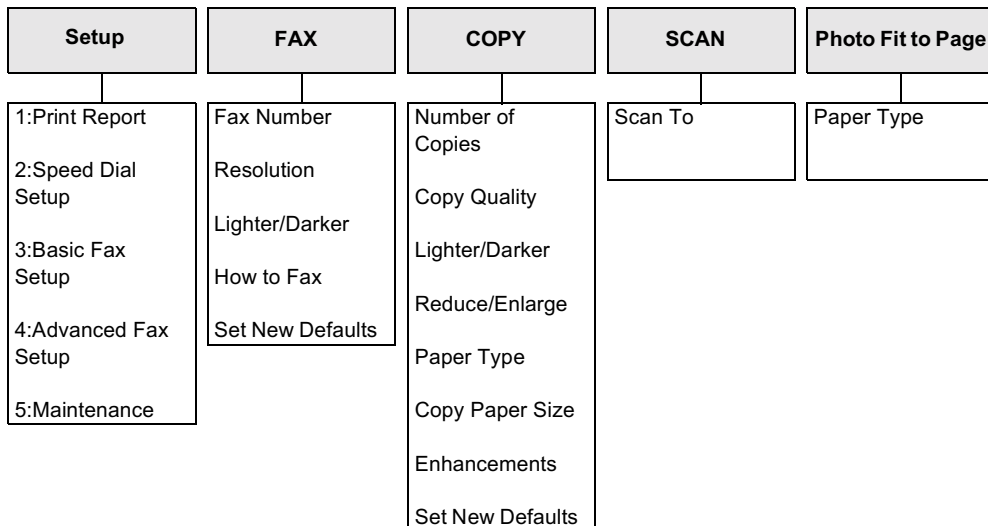 Setup
FAX
COPY
SCAN
Photo Fit to Page
1:Print Report
2:Speed Dial
Setup
3:Basic Fax
Setup
4:Advanced Fax
Setup
5:Maintenance
Fax Number
Resolution
Lighter/Darker
How to Fax
Set New Defaults
Number of
Copies
Copy Quality
Lighter/Darker
Reduce/Enlarge
Paper Type
Copy Paper Size
Enhancements
Set New Defaults
Scan To
Paper Type